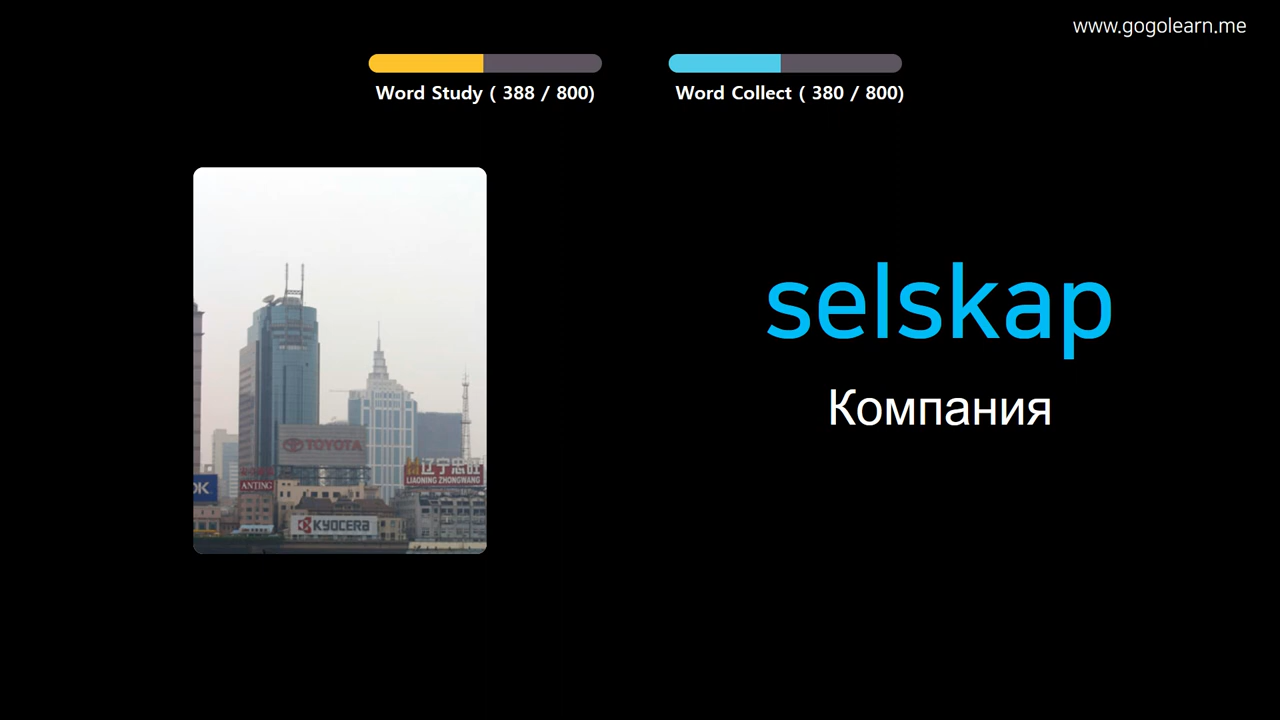 www.gogolearn.me
Word Study ( 388 / 800)
Word Collect ( 380 / 800)
selskap
Компания
TOYOTA
辽宁忠旺
LIAONING ZHONGWANG
OK
ANTING
KYOCERA